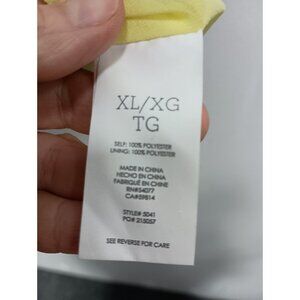 XL/XG
TG
SELF: 100% POLYESTER
LINING: 100% POLYESTER
MADE IN CHINA
HECHO EN CHINA
FABRIQUÉ EN CHINE
RN#54077
CA#59814
STYLE# 5041
PO# 215057
SEE REVERSE FOR CARE